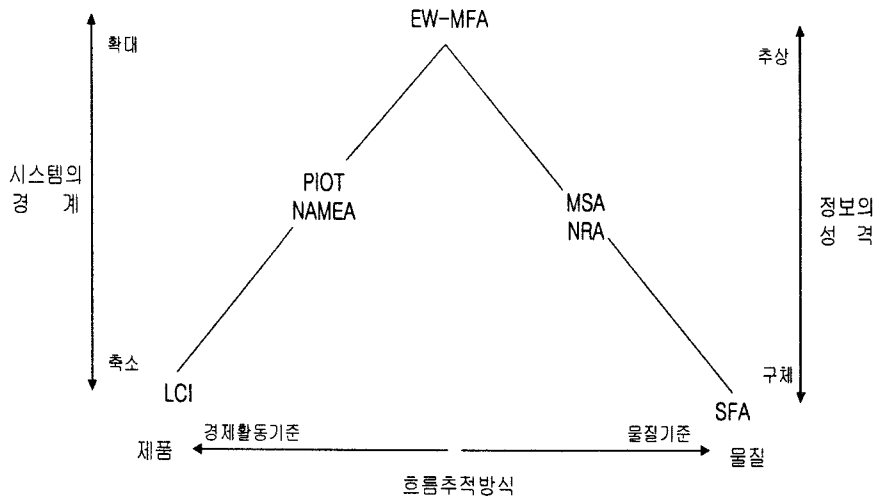 EW-MFA
확대
추상
시스템의
경 계
PIOT
NAMEA
MSA
NRA
정보의
성 격
축소
구체
LCI
SFA
제품
경제활동기준
물질기준
물질
흐름추적방식